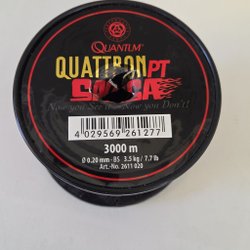 QUANTUM
QUATTRON PT
SALSA
Now you See it... Now you Don't!
4 029569 261277
3000 m
Ø 0.20 mm · BS 3.5 kg / 7.7 lb
Art.-No. 2611 020